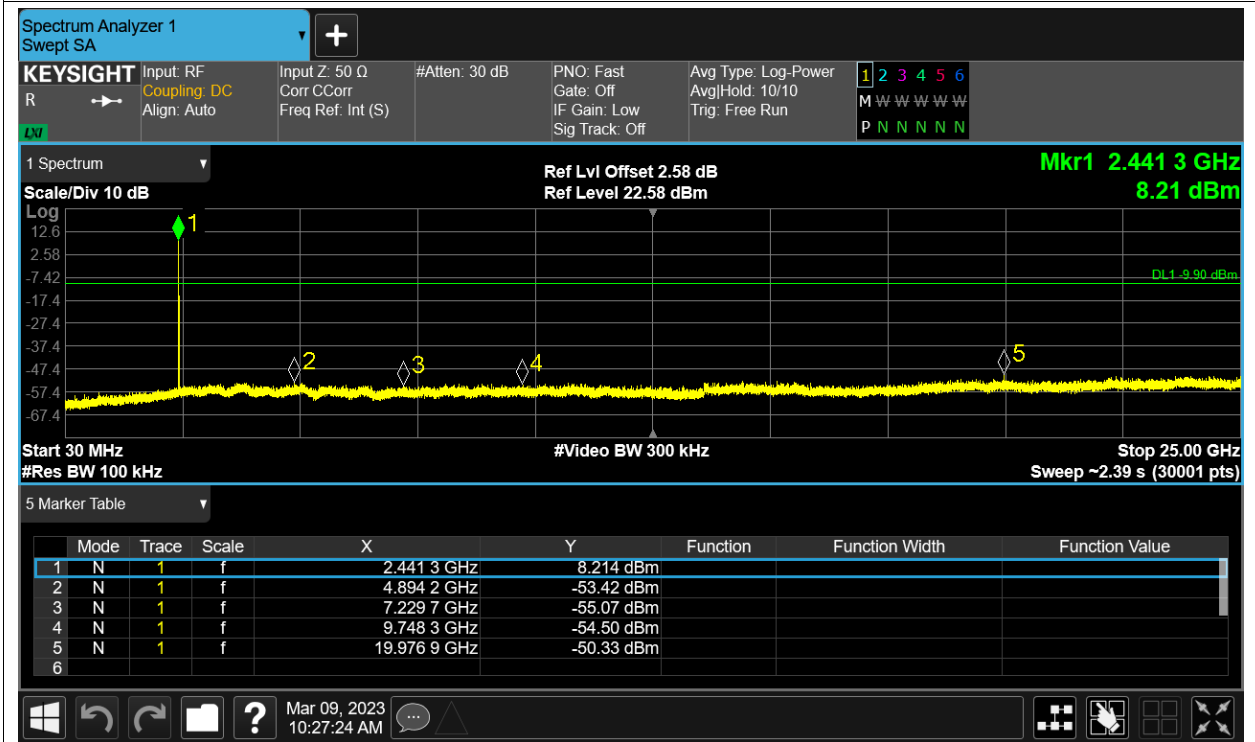 Spectrum Analyzer 1
Swept SA
+
KEYSIGHT Input: RF Input Z: 50 Ω #Atten: 30 dB PNO: Fast Avg Type: Log-Power 1 2 3 4 5 6
R Coupling: DC Corr CCorr Gate: Off Avg|Hold: 10/10 M W W W W W
Align: Auto Freq Ref: Int (S) IF Gain: Low Trig: Free Run
LXI Sig Track: Off P N N N N N
1 Spectrum Ref Lvl Offset 2.58 dB Mkr1 2.441 3 GHz
Scale/Div 10 dB Ref Level 22.58 dBm 8.21 dBm
Log
1
12.6
2.58
-7.42
DL1 -9.90 dBm
-17.4
-27.4
-37.4
2 3 4 5
-47.4
-57.4
-67.4
Start 30 MHz #Video BW 300 kHz Stop 25.00 GHz
#Res BW 100 kHz Sweep ~2.39 s (30001 pts)
5 Marker Table
Mode Trace Scale X Y Function Function Width Function Value
1 N 1 f 2.441 3 GHz 8.214 dBm
2 N 1 f 4.894 2 GHz -53.42 dBm
3 N 1 f 7.229 7 GHz -55.07 dBm
4 N 1 f 9.748 3 GHz -54.50 dBm
5 N 1 f 19.976 9 GHz -50.33 dBm
6
? Mar 09, 2023
10:27:24 AM